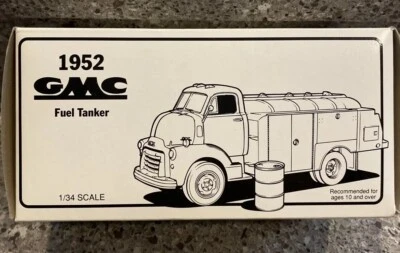 1952
GMC
Fuel Tanker
1/34 SCALE
Recommended for
ages 10 and over